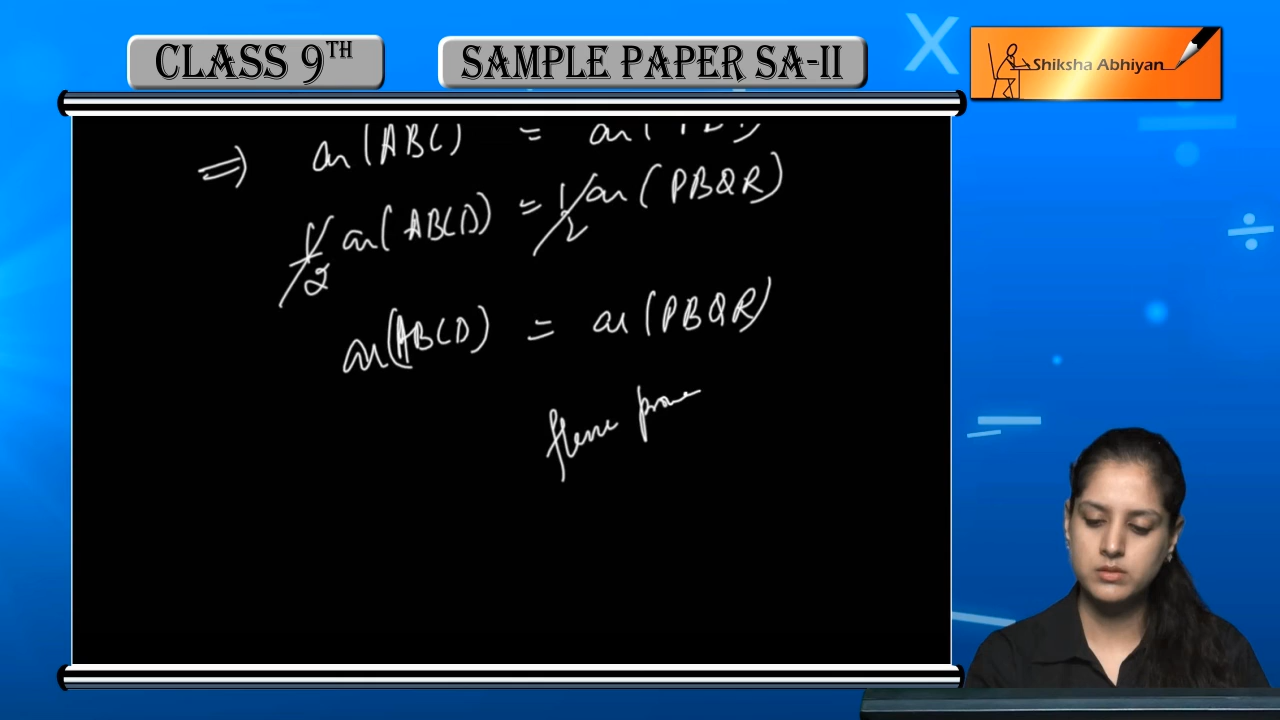 CLASS 9TH
SAMPLE PAPER SA-II
Shiksha Abhiyan
⇒ ar(ABC) = ar(
1/2 ar(ABCD) = 1/2 ar(PBQR)
ar(ABCD) = ar(PBQR)
Hence prove